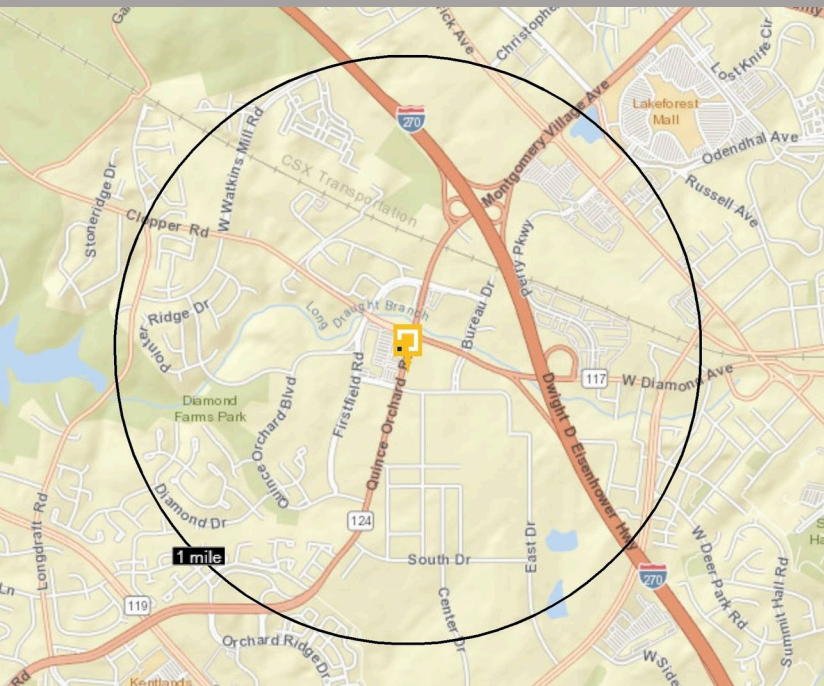 Christophe
Lost Knife Cir
270
Lakeforest
Mall
Montgomery Village Ave
Odendhal Ave
W Watkins Mill Rd
CSX Transportation
Stoneridge Dr
Russell Ave
Clopper Rd
Perry Pkwy
Bureau Dr
Long
Draught Branch
Pointer
Ridge Dr
117
W Diamond Ave
Firstfield Rd
Diamond
Farms Park
Quince Orchard Blvd
Quince Orchard R
Dwight D Eisenhower Hwy
Diamond Dr
124
Longdraft Rd
1 mile
South Dr
East Dr
W Deer Park Rd
Summit Hall Rd
270
Ln
119
Center Dr
Orchard Ridge Dr
W Side
Kentlands
Rd